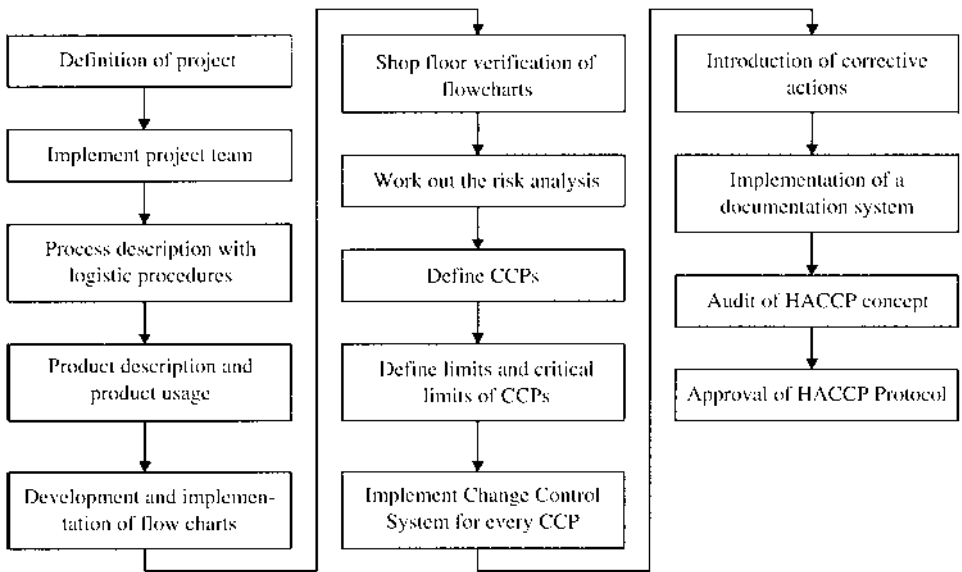 Definition of project
Implement project team
Process description with
logistic procedures
Product description and
product usage
Development and implemen-
tation of flow charts
Shop floor verification of
flowcharts
Work out the risk analysis
Define CCPs
Define limits and critical
limits of CCPs
Implement Change Control
System for every CCP
Introduction of corrective
actions
Implementation of a
documentation system
Audit of HACCP concept
Approval of HACCP Protocol